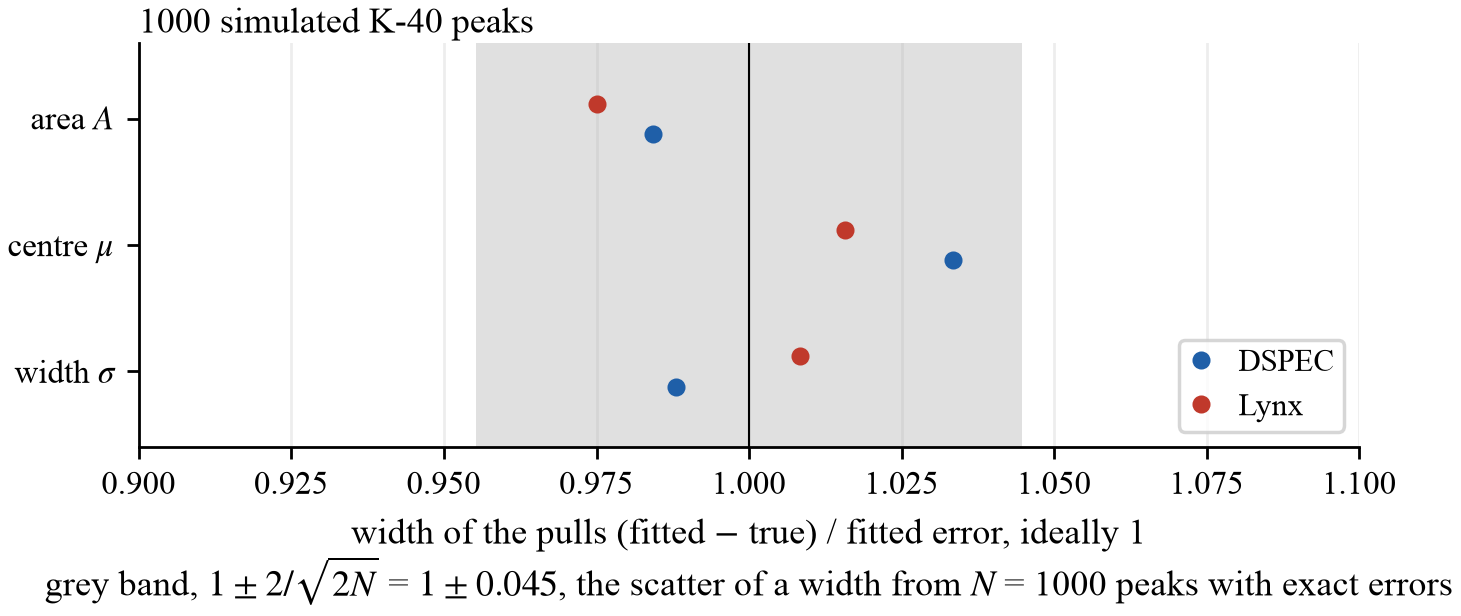 1000 simulated K-40 peaks
area A
centre μ
width σ
DSPEC
Lynx
0.900 0.925 0.950 0.975 1.000 1.025 1.050 1.075 1.100
width of the pulls (fitted − true) / fitted error, ideally 1
grey band, 1 ± 2/√2N = 1 ± 0.045, the scatter of a width from N = 1000 peaks with exact errors